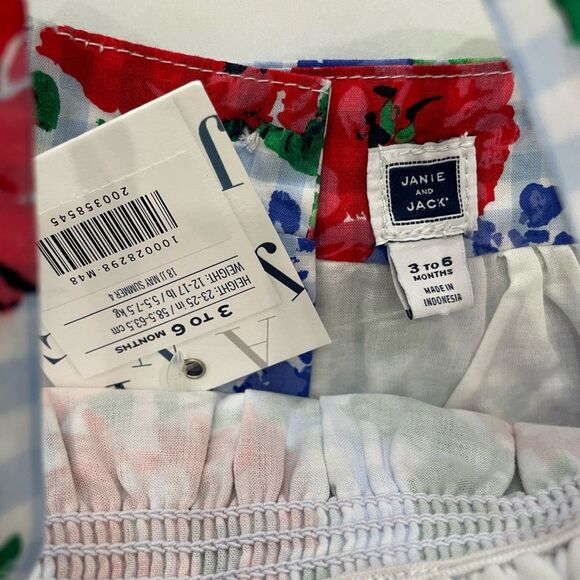 JANIE
AND
JACK
3 TO 6
MONTHS
MADE IN
INDONESIA
3 TO 6 MONTHS
HEIGHT: 23-25 in / 58.5-63.5 cm
WEIGHT: 12-17 lb / 5.5-7.5 kg
18 JJ MAY SUMMER 4
100028298-M48
200358545